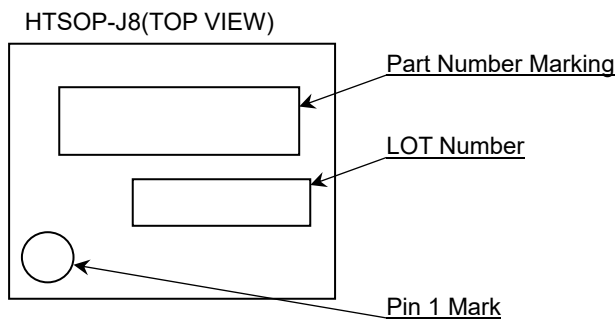 HTSOP-J8(TOP VIEW)
Part Number Marking
LOT Number
Pin 1 Mark